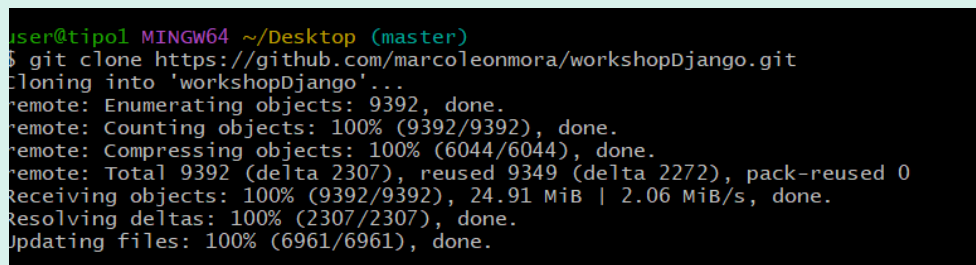 user@tipo1 MINGW64 ~/Desktop (master)
$ git clone https://github.com/marcoleonmora/workshopDjango.git
Cloning into 'workshopDjango'...
remote: Enumerating objects: 9392, done.
remote: Counting objects: 100% (9392/9392), done.
remote: Compressing objects: 100% (6044/6044), done.
remote: Total 9392 (delta 2307), reused 9349 (delta 2272), pack-reused 0
Receiving objects: 100% (9392/9392), 24.91 MiB | 2.06 MiB/s, done.
Resolving deltas: 100% (2307/2307), done.
Updating files: 100% (6961/6961), done.